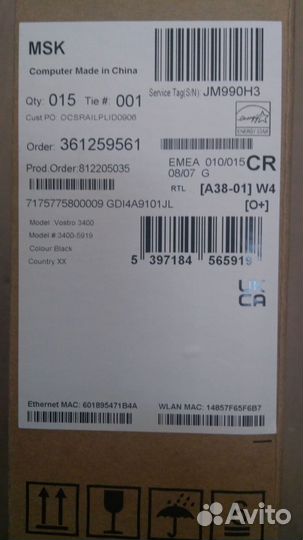 MSK
Computer Made in China
Service Tag(S/N): JM990H3
Qty: 015 Tie #: 001
Cust PO: OCSRAILPLID0906
ENERGY STAR
Order: 361259561
Prod.Order:812205035
EMEA 010/015 CR
08/07 G
RTL [A38-01] W4
7175775800009 GDI4A9101JL [O+]
Model: Vostro 3400
Model #:3400-5919
Colour Black
Country XX
5 397184 565919
UK
CA
Ethernet MAC: 601895471B4A
WLAN MAC: 14857F65F6B7
Avito